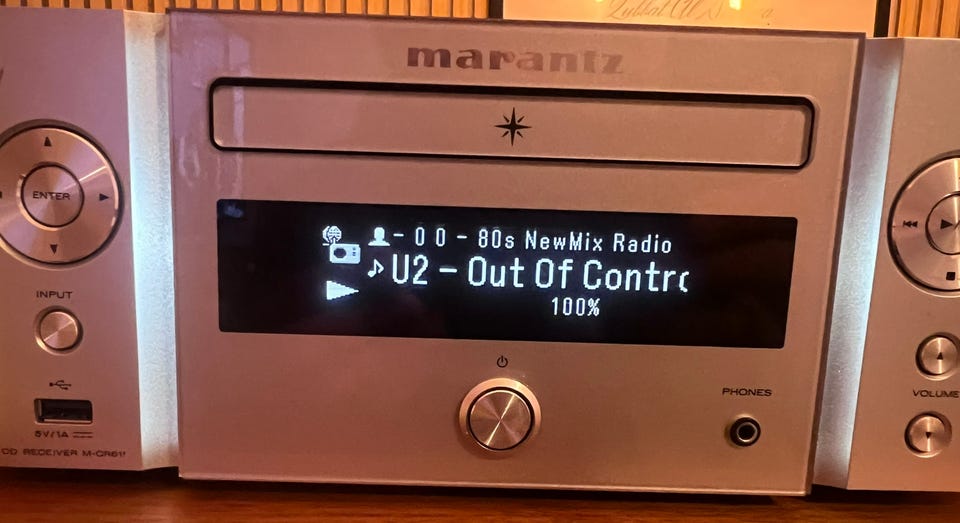 marantz
ENTER
- 0 0 - 80s NewMix Radio
U2 - Out Of Contro
100%
INPUT
5V/1A
CD RECEIVER M-CR611
PHONES
VOLUME